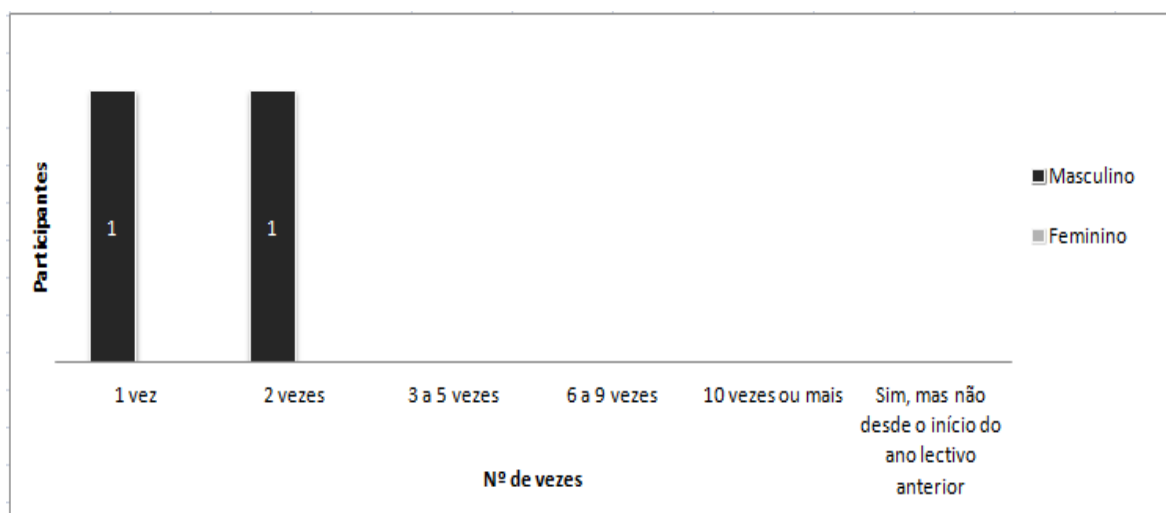 Participantes
1
1
Masculino
Feminino
1 vez
2 vezes
3 a 5 vezes
6 a 9 vezes
10 vezes ou mais
Sim, mas não
desde o início do
ano lectivo
anterior
Nº de vezes